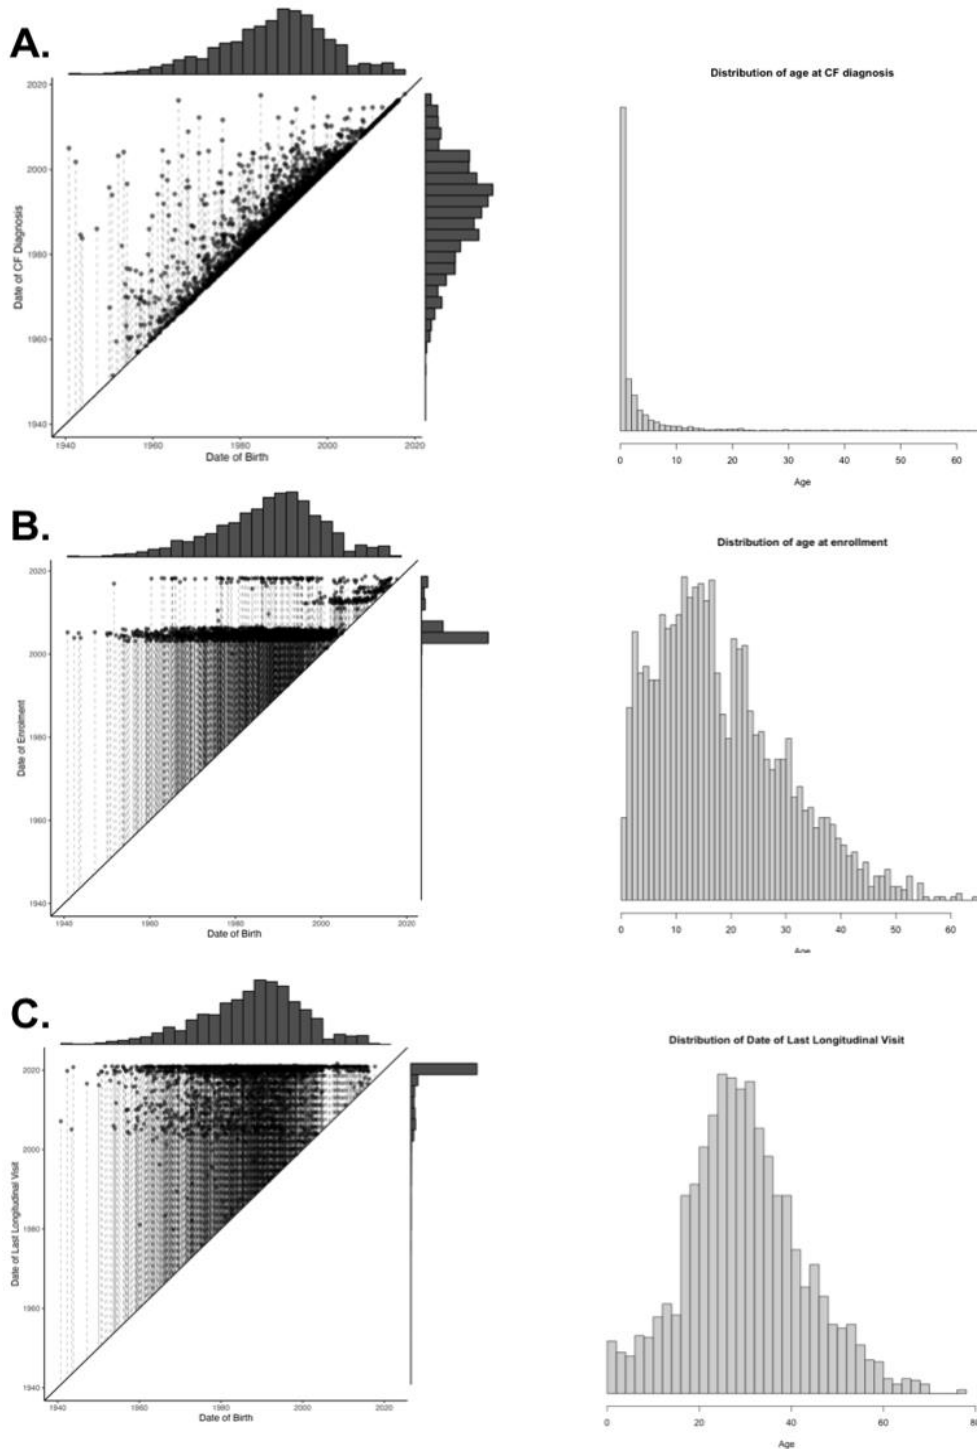 A.
Distribution of age at CF diagnosis
2020
2000
1980
1960
1940
Date of CF Diagnosis
1940 1960 1980 2000 2020
Date of Birth
0 10 20 30 40 50 60
Age
B.
Distribution of age at enrollment
2020
2000
1980
1960
1940
Date of Enrolment
1940 1960 1980 2000 2020
Date of Birth
0 10 20 30 40 50 60
Age
C.
Distribution of Date of Last Longitudinal Visit
2020
2000
1980
1960
1940
Date of Last Longitudinal Visit
1940 1960 1980 2000 2020
Date of Birth
0 20 40 60 80
Age